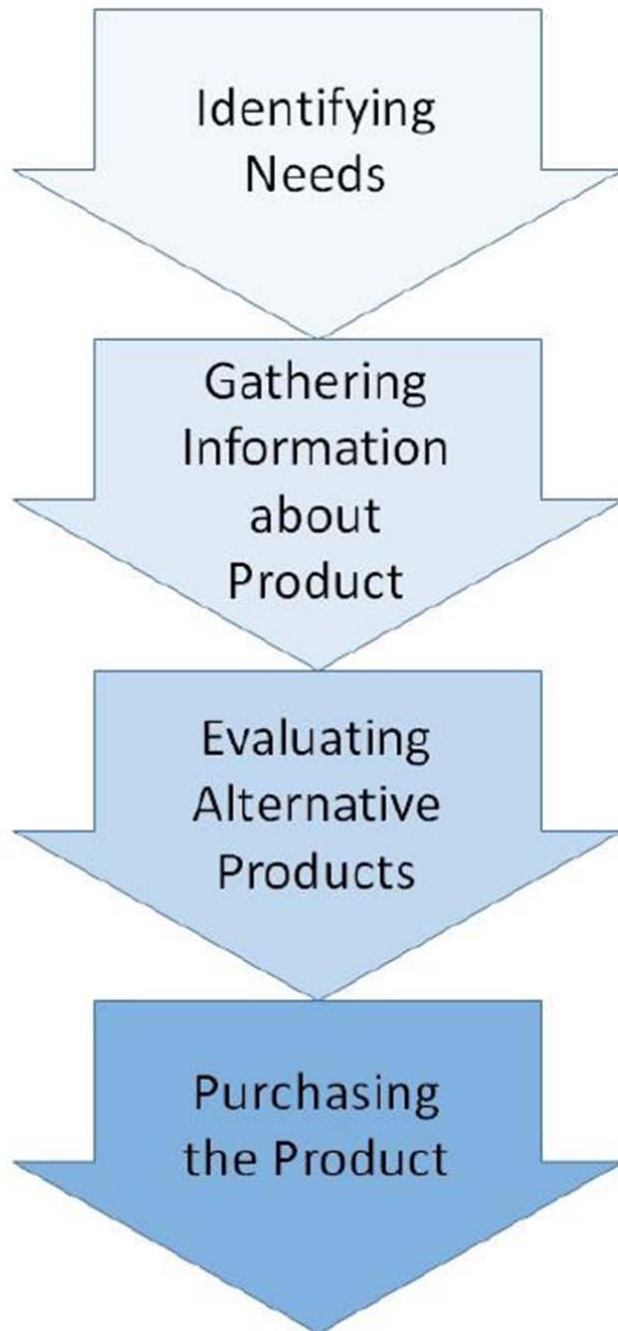 Identifying
Needs
Gathering
Information
about
Product
Evaluating
Alternative
Products
Purchasing
the Product